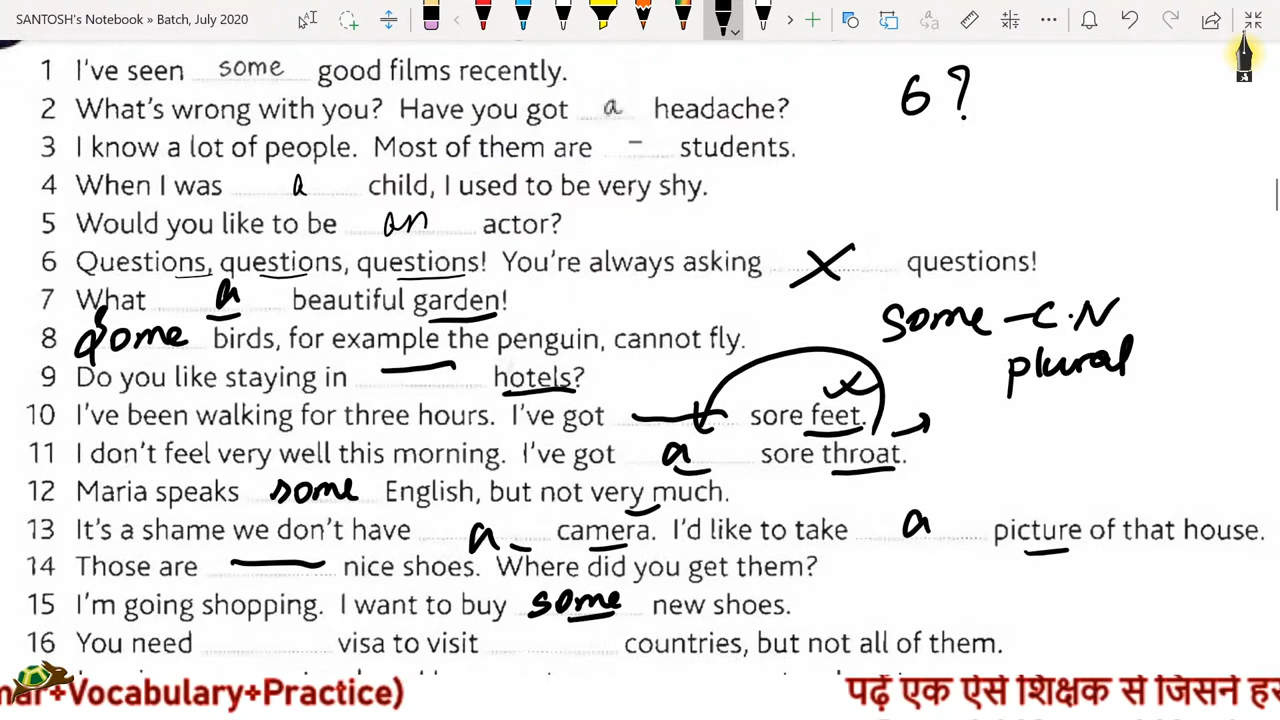 SANTOSH's Notebook » Batch, July 2020
6?
1 I've seen some good films recently.
2 What's wrong with you? Have you got a headache?
3 I know a lot of people. Most of them are – students.
4 When I was a child, I used to be very shy.
5 Would you like to be an actor?
6 Questions, questions, questions! You're always asking X questions!
7 What a beautiful garden!
8 Some birds, for example the penguin, cannot fly.
some – C.N
plural
9 Do you like staying in hotels?
10 I've been walking for three hours. I've got — sore feet.
11 I don't feel very well this morning. I've got a sore throat.
12 Maria speaks some English, but not very much.
13 It's a shame we don't have a camera. I'd like to take a picture of that house.
14 Those are — nice shoes. Where did you get them?
15 I'm going shopping. I want to buy some new shoes.
16 You need visa to visit countries, but not all of them.
mar+Vocabulary+Practice)
पढ़ें एक ऐसे शिक्षक से जिसने हर